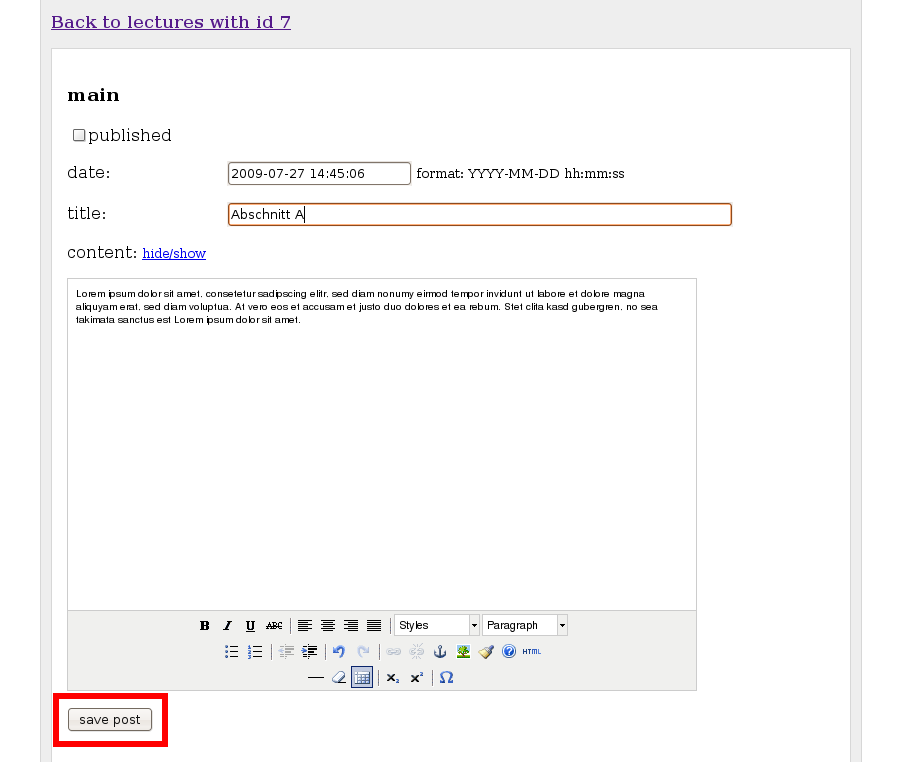 Back to lectures with id 7
main
published
date: 2009-07-27 14:45:06 format: YYYY-MM-DD hh:mm:ss
title: Abschnitt A
content: hide/show
Lorem ipsum dolor sit amet, consetetur sadipscing elitr, sed diam nonumy eirmod tempor invidunt ut labore et dolore magna
aliquyam erat, sed diam voluptua. At vero eos et accusam et justo duo dolores et ea rebum. Stet clita kasd gubergren, no sea
takimata sanctus est Lorem ipsum dolor sit amet.
B I U ABC Styles Paragraph
HTML
x₂ x² Ω
save post